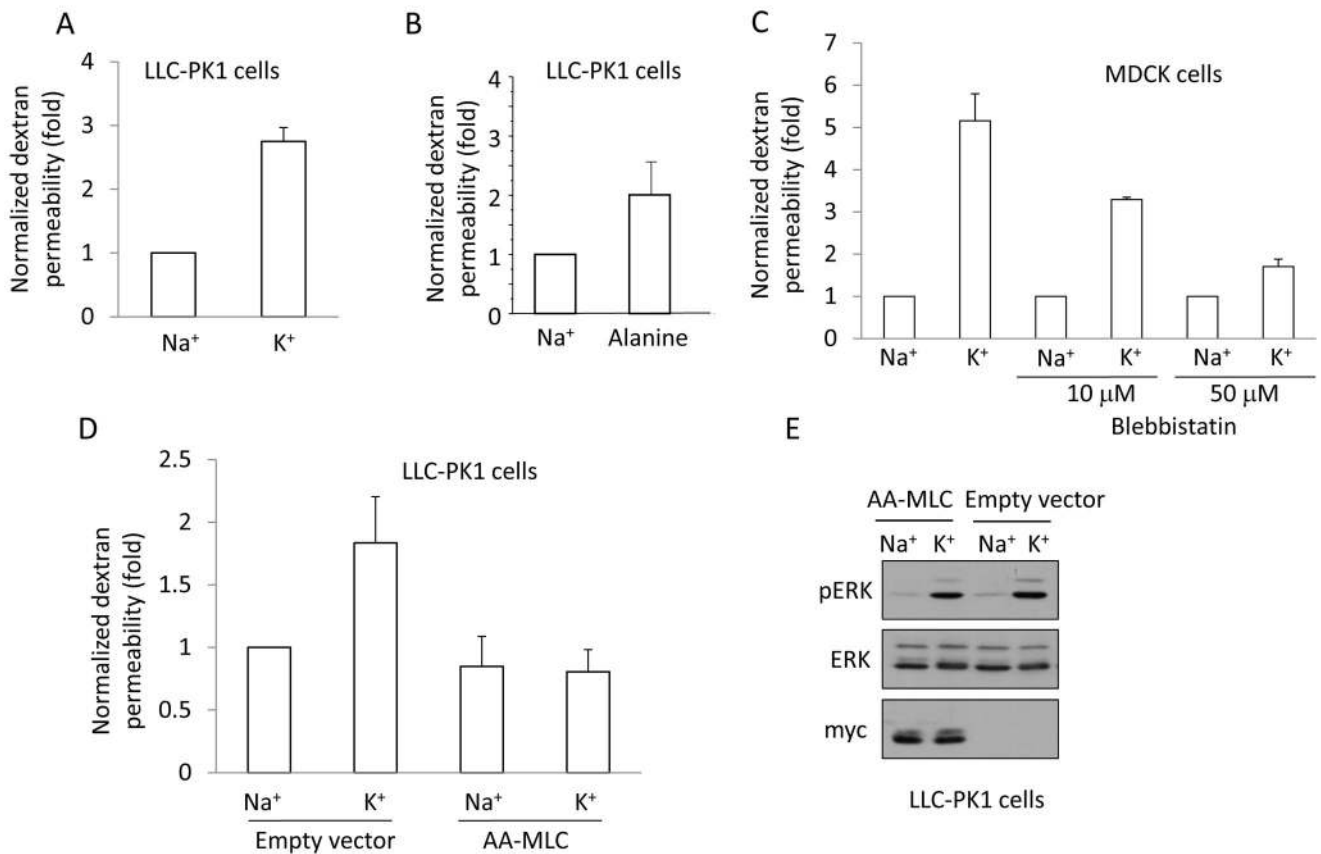 A
LLC-PK1 cells
Normalized dextran
permeability (fold)
4
3
2
1
0
Na⁺ K⁺
B
LLC-PK1 cells
Normalized dextran
permeability (fold)
4
3
2
1
0
Na⁺ Alanine
C
MDCK cells
Normalized dextran
permeability (fold)
7
6
5
4
3
2
1
0
Na⁺ K⁺ Na⁺ K⁺ Na⁺ K⁺
10 μM 50 μM
Blebbistatin
D
LLC-PK1 cells
Normalized dextran
permeability (fold)
2.5
2
1.5
1
0.5
0
Na⁺ K⁺ Na⁺ K⁺
Empty vector AA-MLC
E
AA-MLC Empty vector
Na⁺ K⁺ Na⁺ K⁺
pERK
ERK
myc
LLC-PK1 cells